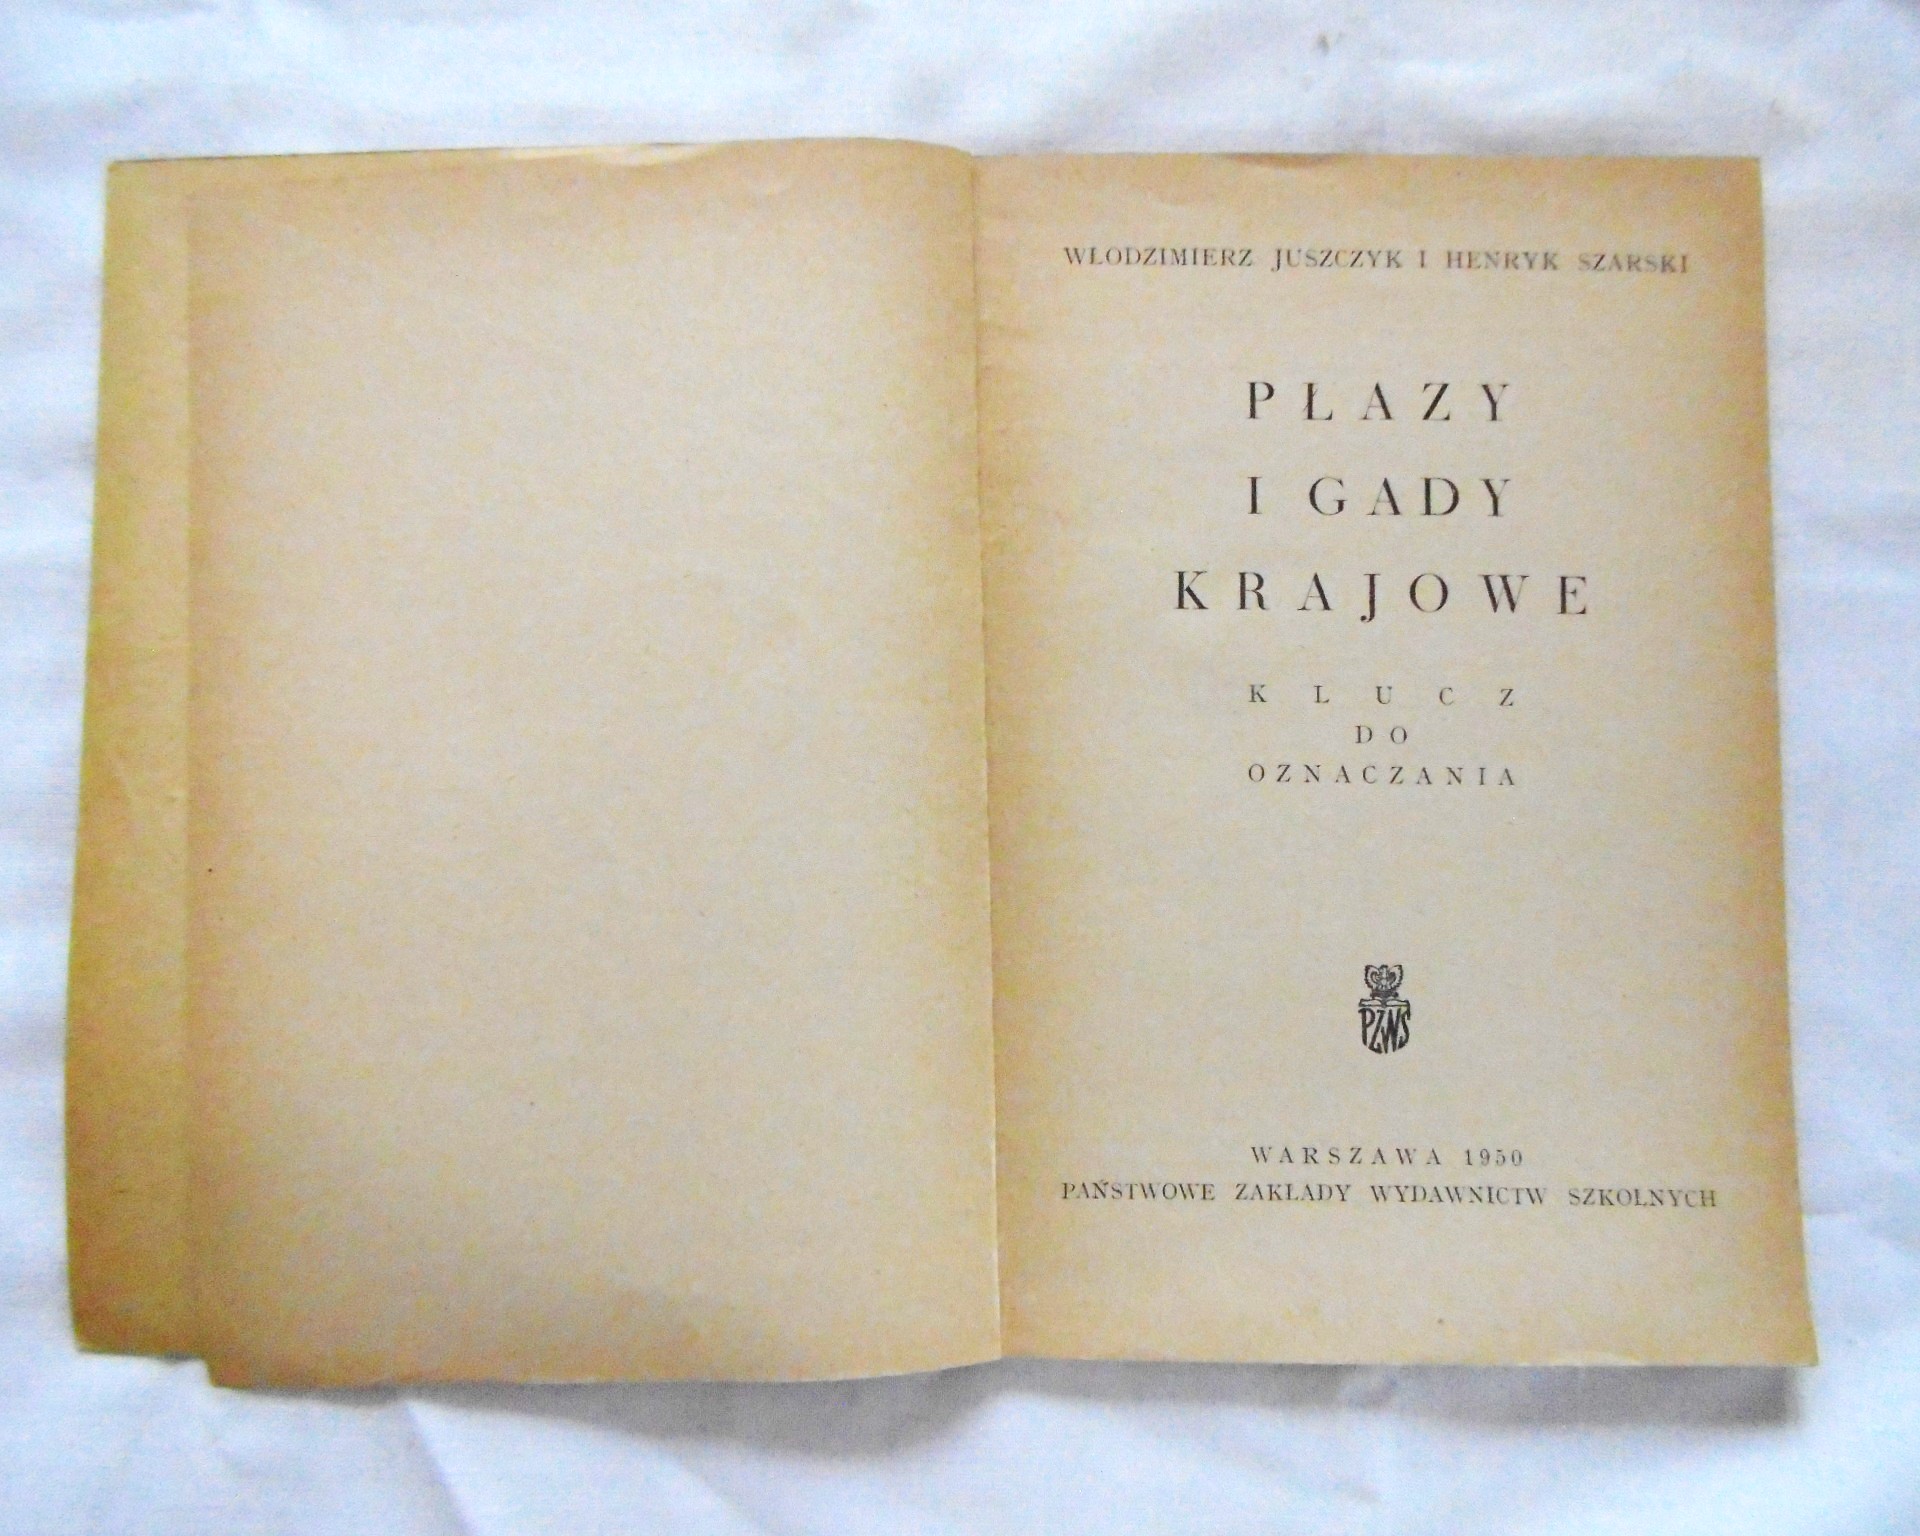 WŁODZIMIERZ JUSZCZYK I HENRYK SZARSKI
PŁAZY
I GADY
KRAJOWE
KLUCZ
DO
OZNACZANIA
PZWS
WARSZAWA 1950
PAŃSTWOWE ZAKŁADY WYDAWNICTW SZKOLNYCH